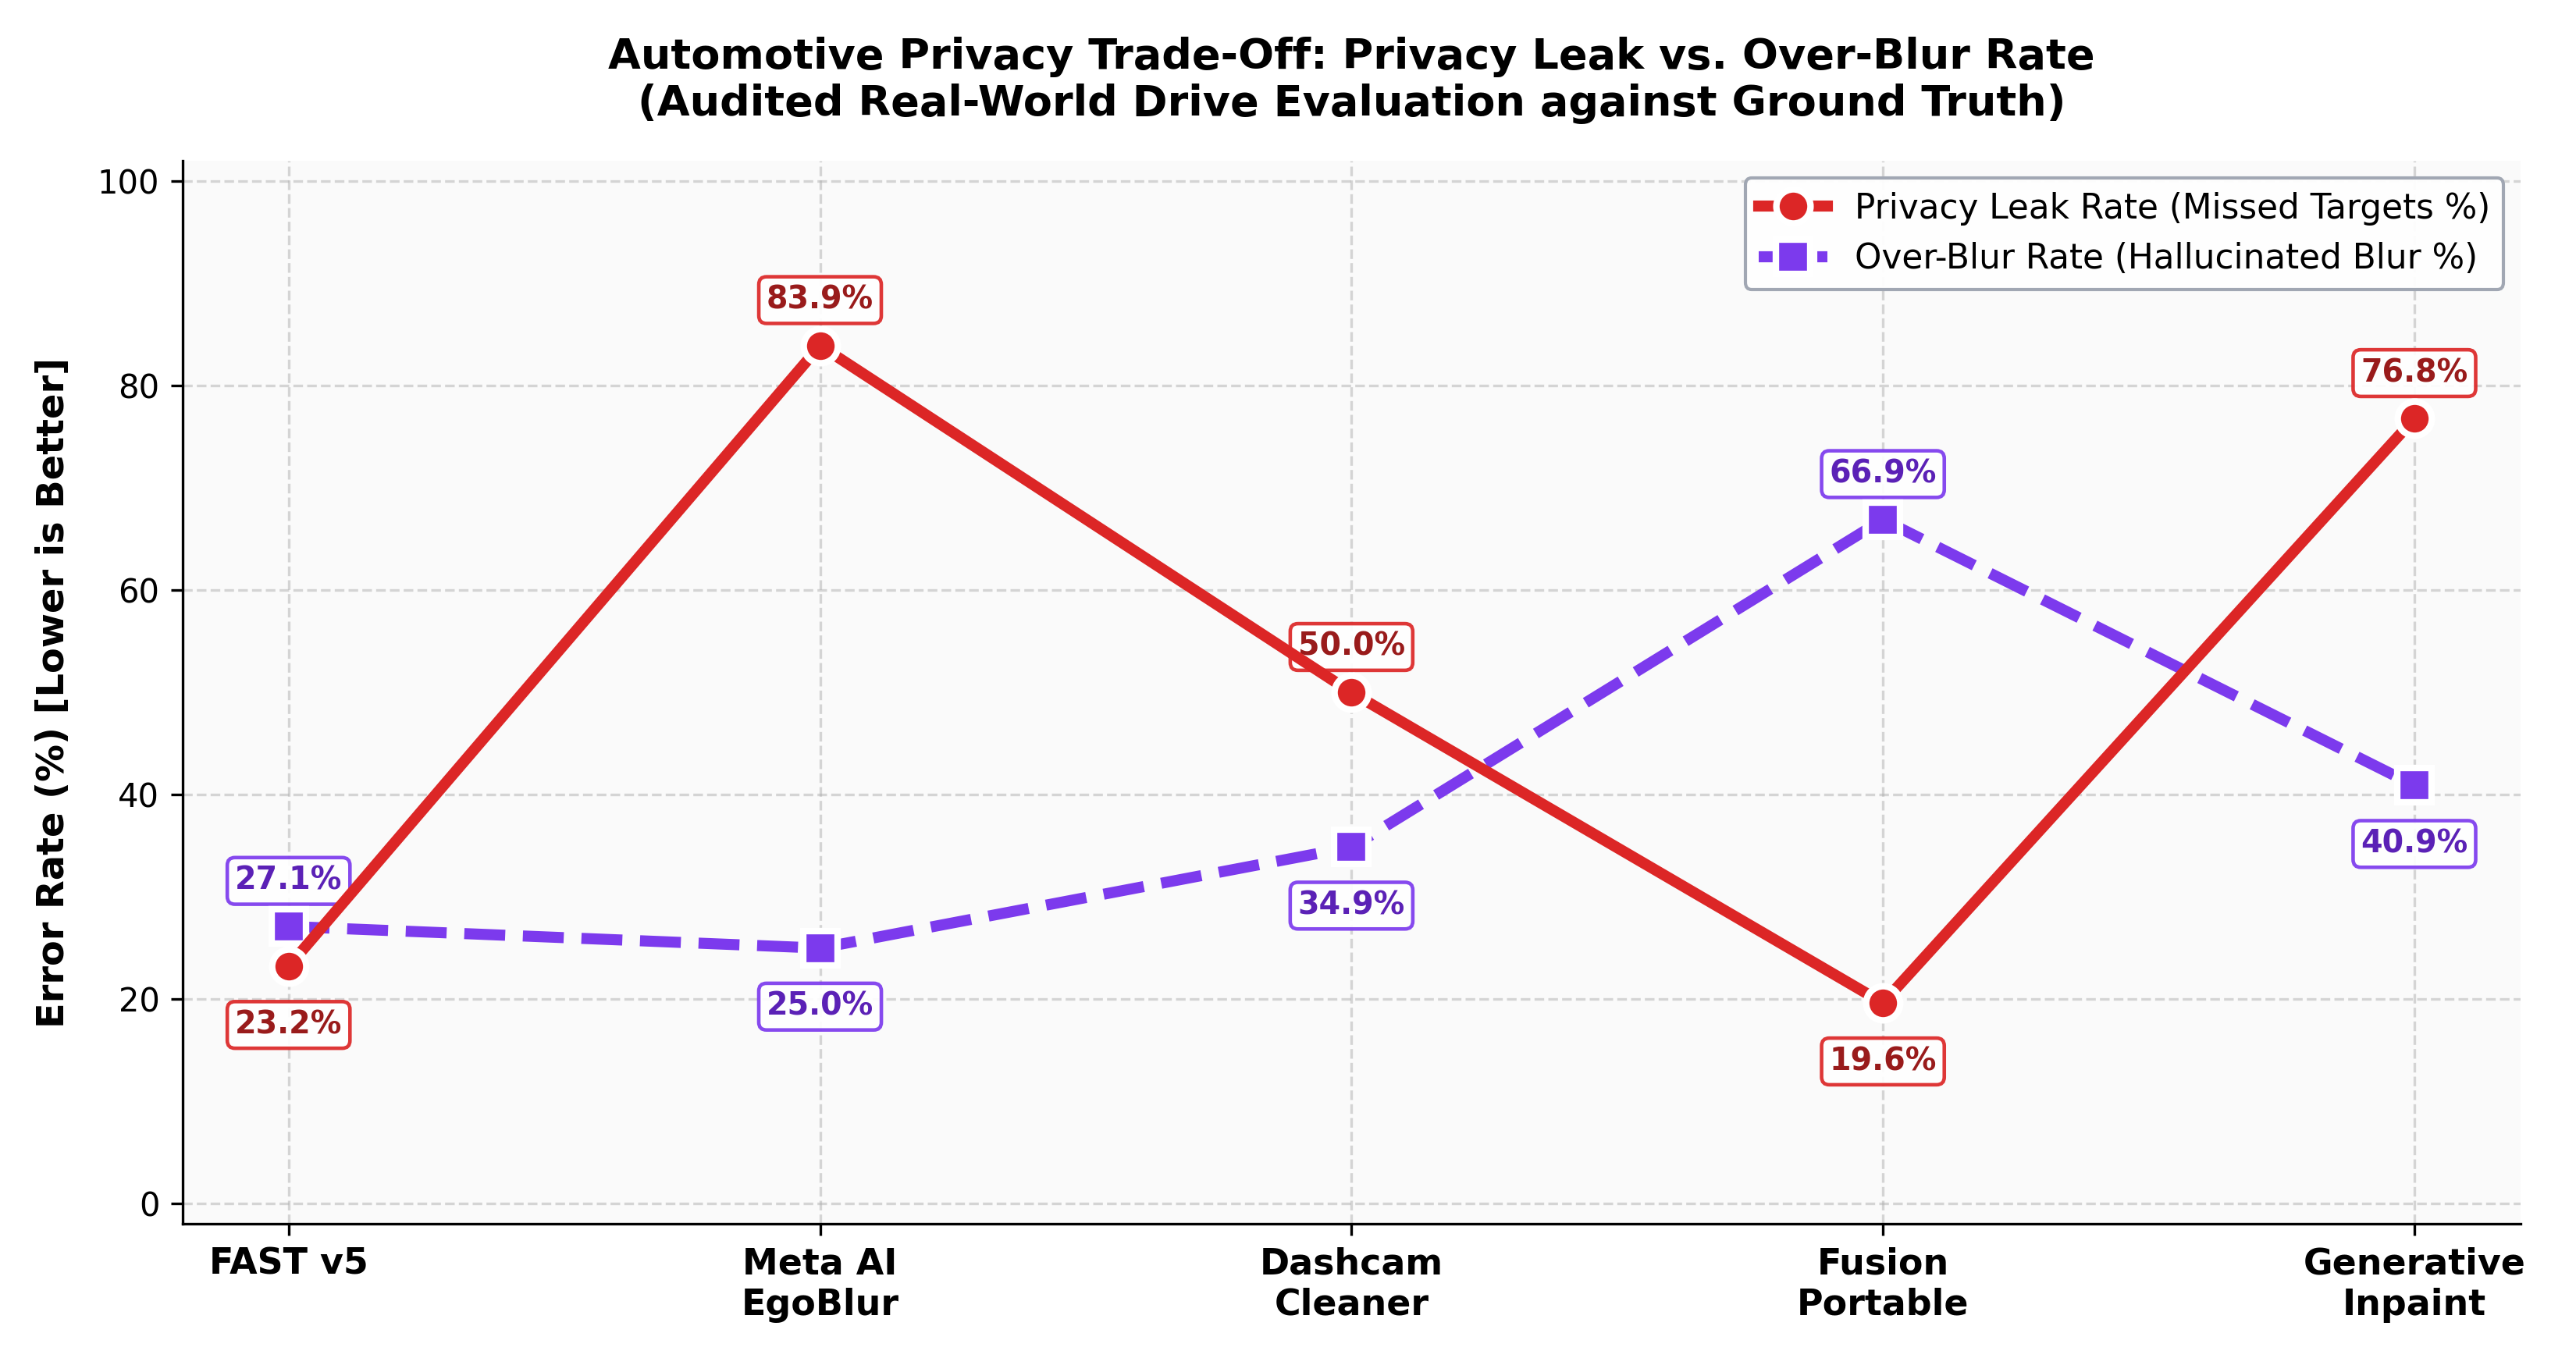 Automotive Privacy Trade-Off: Privacy Leak vs. Over-Blur Rate
(Audited Real-World Drive Evaluation against Ground Truth)
Error Rate (%) [Lower is Better]
100
80
60
40
20
0
Privacy Leak Rate (Missed Targets %)
Over-Blur Rate (Hallucinated Blur %)
83.9%
76.8%
66.9%
50.0%
27.1%
34.9%
40.9%
23.2%
25.0%
19.6%
FAST v5
Meta AI
EgoBlur
Dashcam
Cleaner
Fusion
Portable
Generative
Inpaint